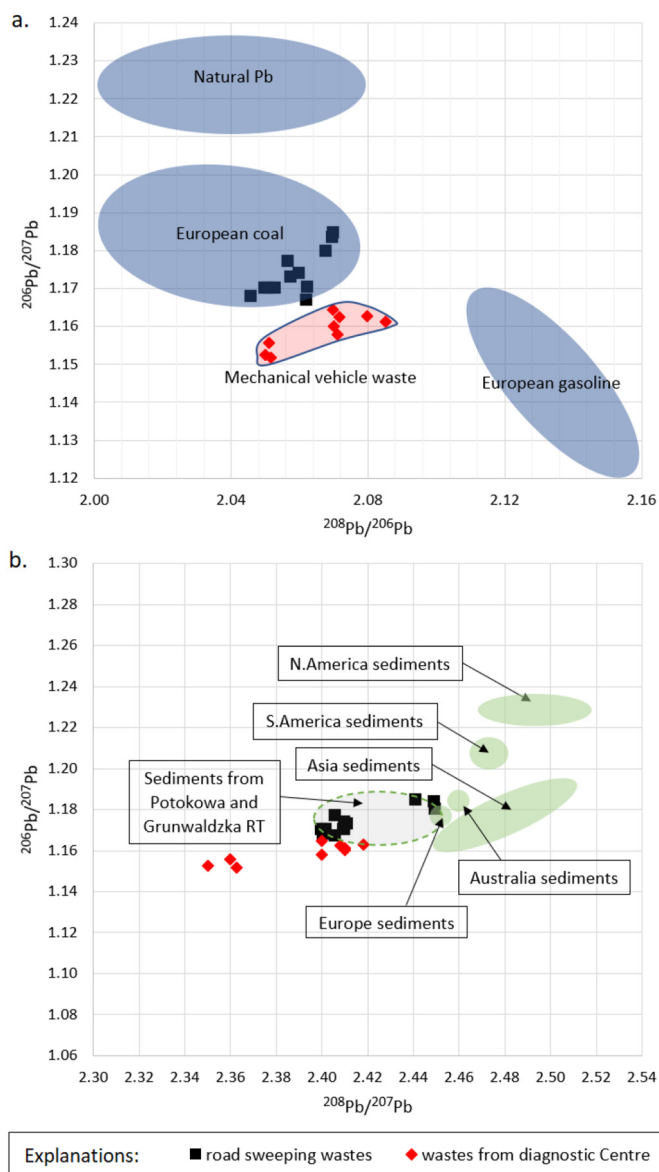 a.
1.24
1.23
1.22
1.21
1.20
1.19
1.18
1.17
1.16
1.15
1.14
1.13
1.12
²⁰⁶Pb/²⁰⁷Pb
Natural Pb
European coal
Mechanical vehicle waste
European gasoline
2.00 2.04 2.08 2.12 2.16
²⁰⁸Pb/²⁰⁶Pb
b.
1.30
1.28
1.26
1.24
1.22
1.20
1.18
1.16
1.14
1.12
1.10
1.08
1.06
²⁰⁶Pb/²⁰⁷Pb
N.America sediments
S.America sediments
Asia sediments
Sediments from
Potokowa and
Grunwaldzka RT
Australia sediments
Europe sediments
2.30 2.32 2.34 2.36 2.38 2.40 2.42 2.44 2.46 2.48 2.50 2.52 2.54
²⁰⁸Pb/²⁰⁷Pb
Explanations: road sweeping wastes wastes from diagnostic Centre